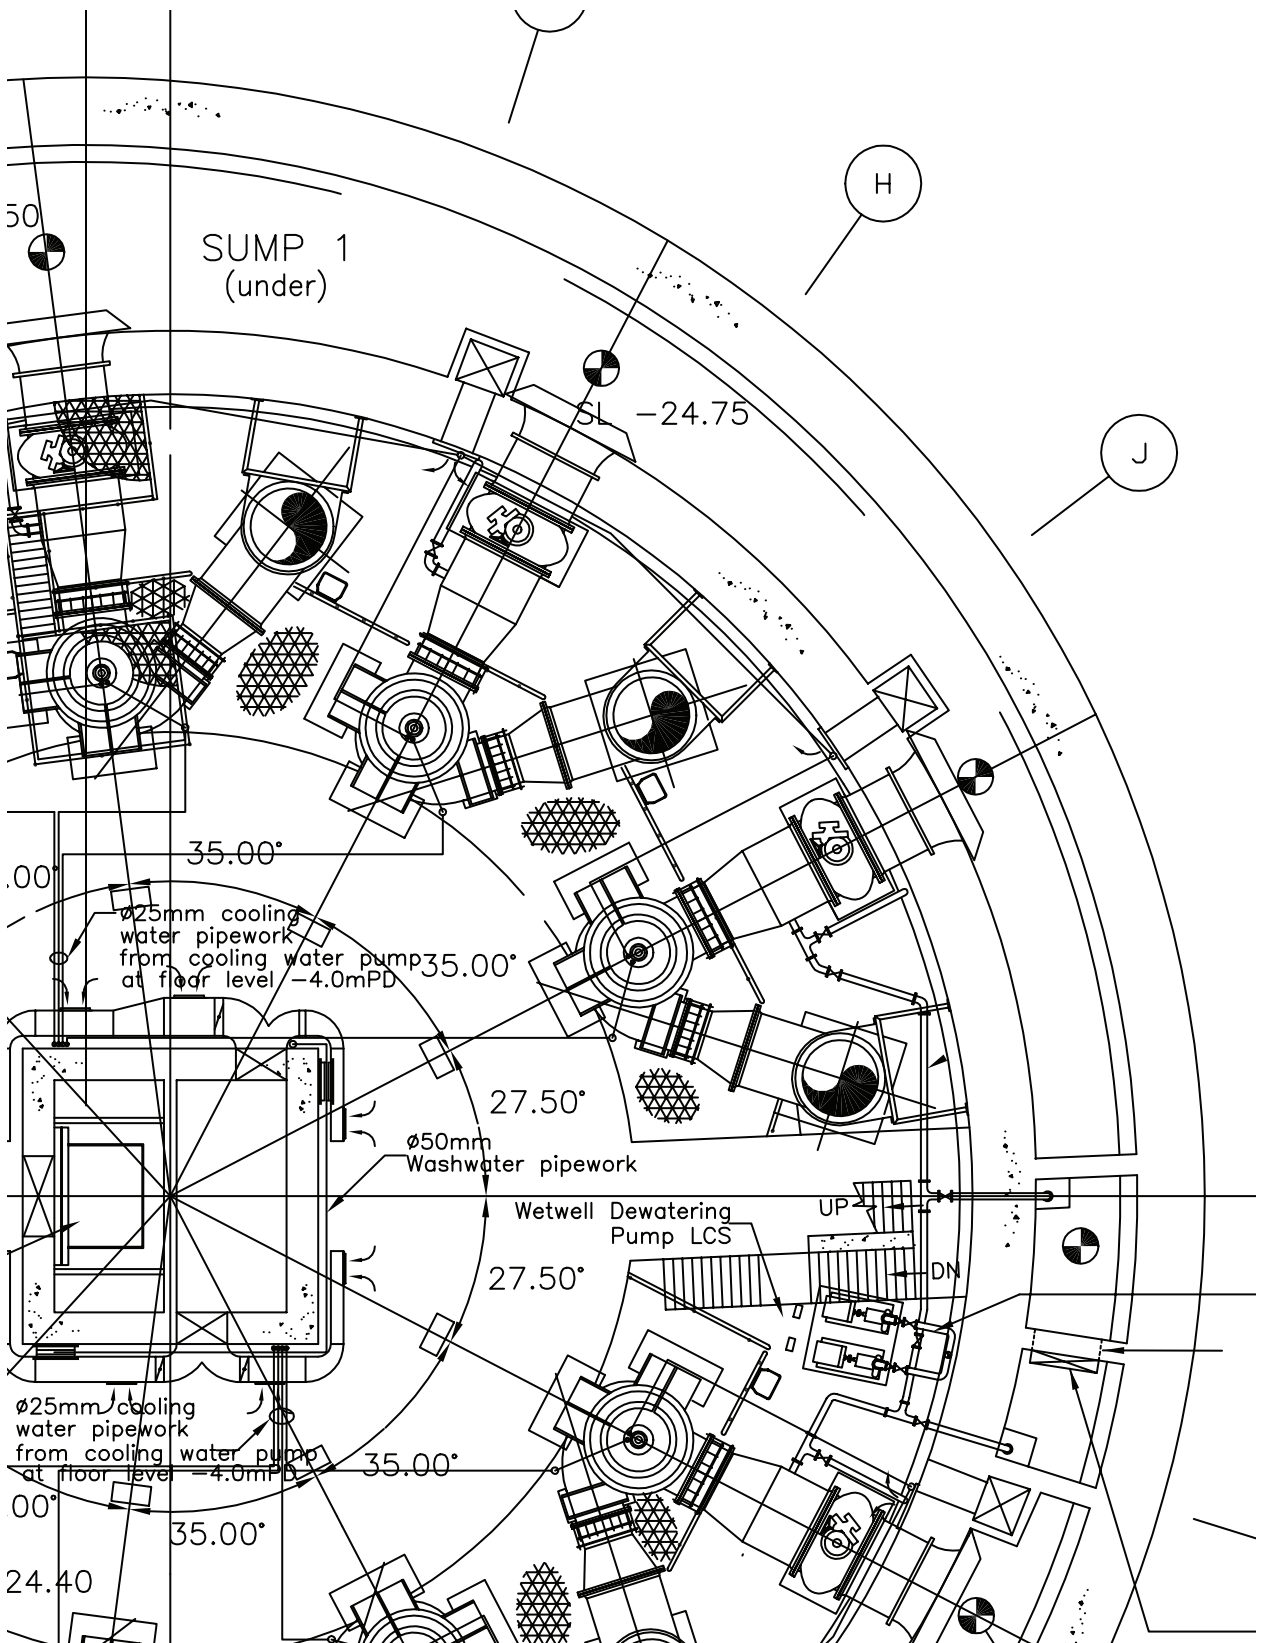 H
50
SUMP 1
(under)
SL -24.75
J
35.00°
.00
ø25mm cooling
water pipework
from cooling water pump
at floor level -4.0mPD
35.00°
27.50°
ø50mm
Washwater pipework
UP
Wetwell Dewatering
Pump LCS
DN
27.50°
ø25mm cooling
water pipework
from cooling water pump
at floor level -4.0mPD
35.00°
00°
35.00°
24.40